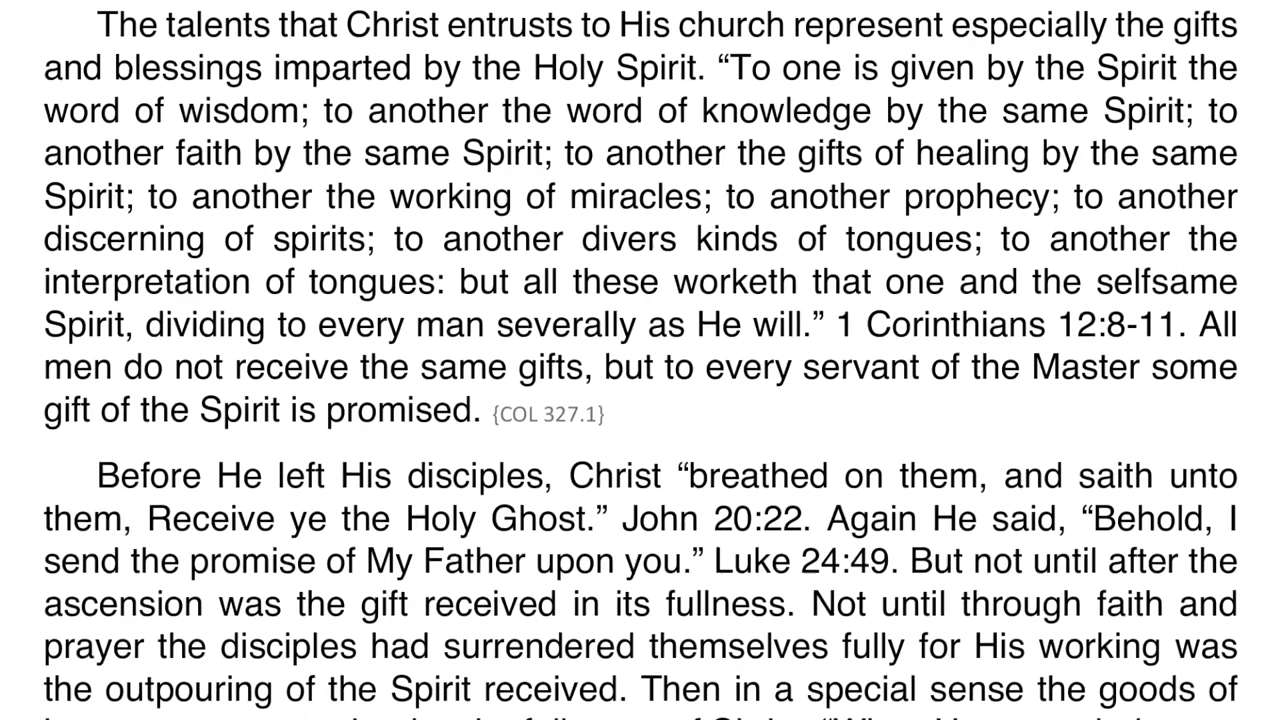 The talents that Christ entrusts to His church represent especially the gifts
and blessings imparted by the Holy Spirit. “To one is given by the Spirit the
word of wisdom; to another the word of knowledge by the same Spirit; to
another faith by the same Spirit; to another the gifts of healing by the same
Spirit; to another the working of miracles; to another prophecy; to another
discerning of spirits; to another divers kinds of tongues; to another the
interpretation of tongues: but all these worketh that one and the selfsame
Spirit, dividing to every man severally as He will.” 1 Corinthians 12:8-11. All
men do not receive the same gifts, but to every servant of the Master some
gift of the Spirit is promised. {COL 327.1}
Before He left His disciples, Christ “breathed on them, and saith unto
them, Receive ye the Holy Ghost.” John 20:22. Again He said, “Behold, I
send the promise of My Father upon you.” Luke 24:49. But not until after the
ascension was the gift received in its fullness. Not until through faith and
prayer the disciples had surrendered themselves fully for His working was
the outpouring of the Spirit received. Then in a special sense the goods of